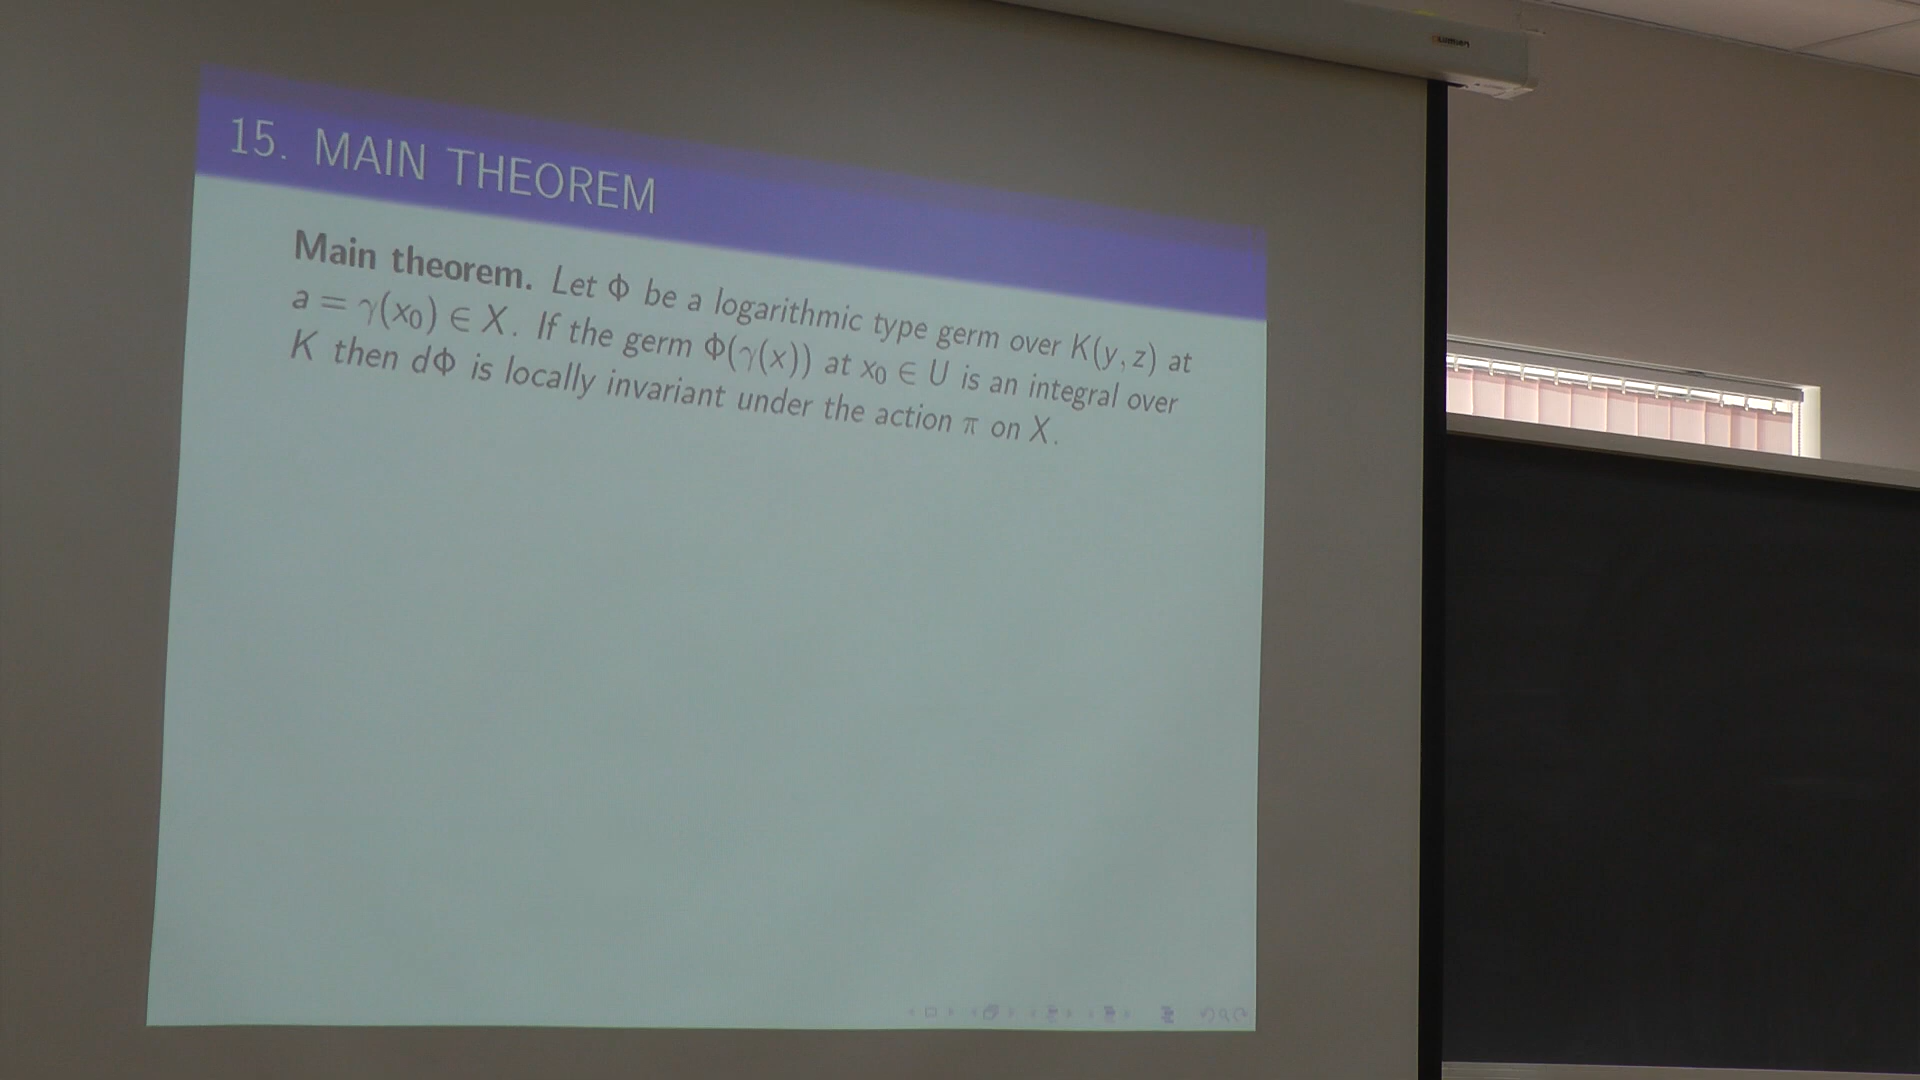 15. MAIN THEOREM
Main theorem. Let Φ be a logarithmic type germ over K(y, z) at
a = γ(x₀) ∈ X. If the germ Φ(γ(x)) at x₀ ∈ U is an integral over
K then dΦ is locally invariant under the action π on X.